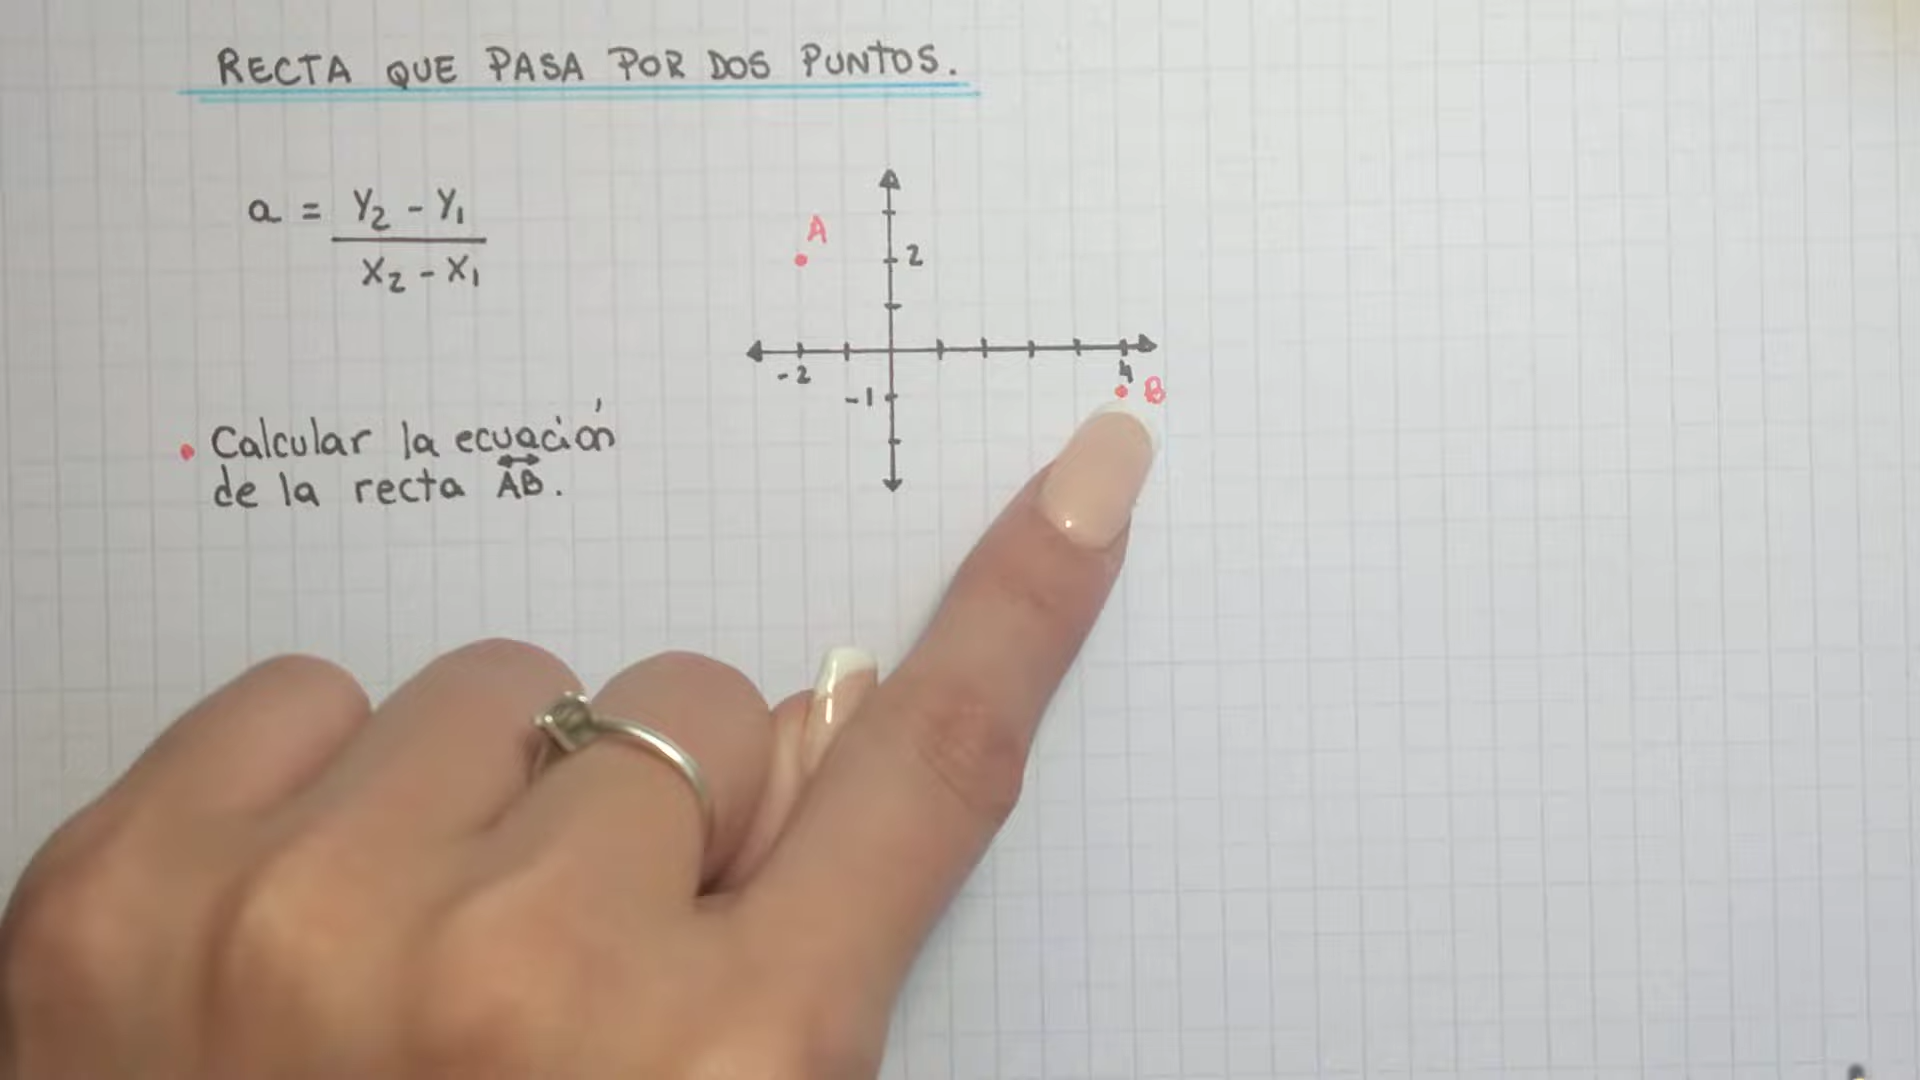 RECTA QUE PASA POR DOS PUNTOS.
a = Y₂ - Y₁
X₂ - X₁
A
2
-2
4
-1
B
• Calcular la ecuación
de la recta AB.